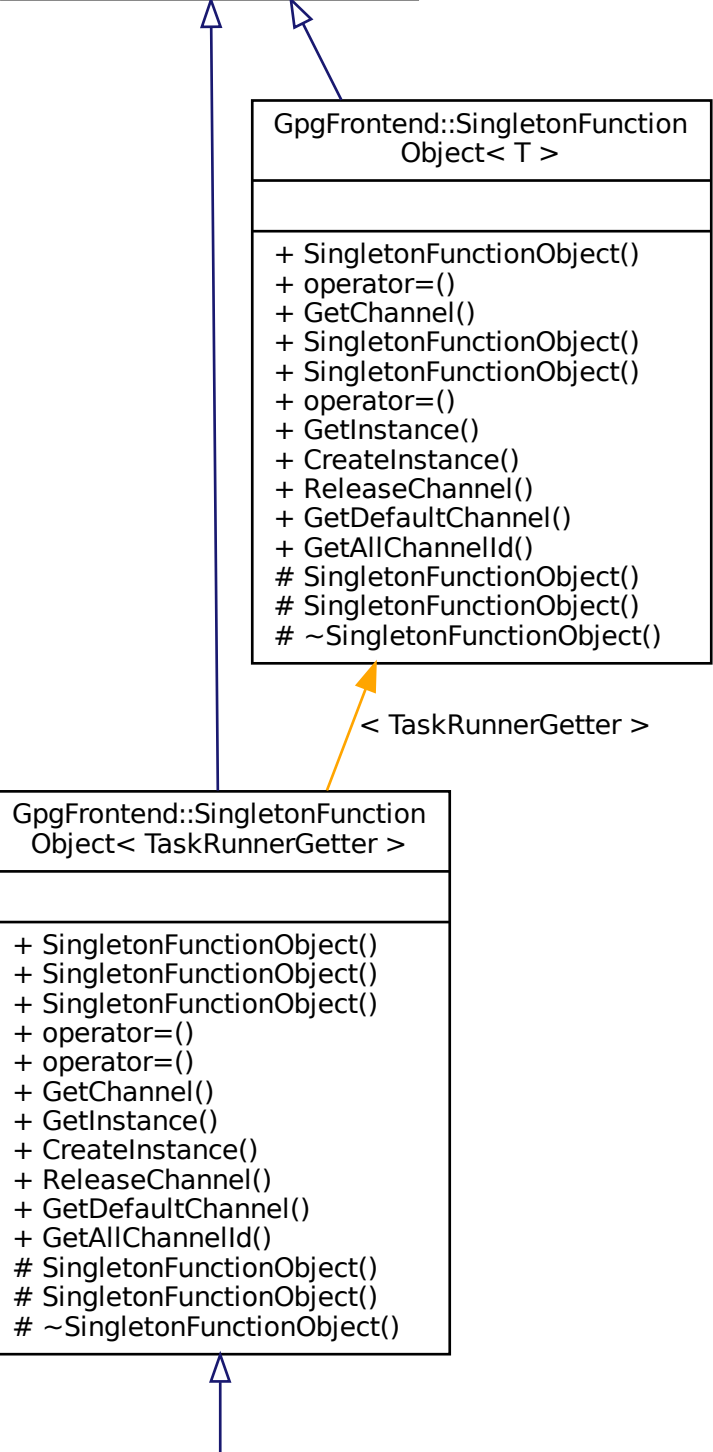 GpgFrontend::SingletonFunction
Object< T >
+ SingletonFunctionObject()
+ operator=()
+ GetChannel()
+ SingletonFunctionObject()
+ SingletonFunctionObject()
+ operator=()
+ GetInstance()
+ CreateInstance()
+ ReleaseChannel()
+ GetDefaultChannel()
+ GetAllChannelId()
# SingletonFunctionObject()
# SingletonFunctionObject()
# ~SingletonFunctionObject()
< TaskRunnerGetter >
GpgFrontend::SingletonFunction
Object< TaskRunnerGetter >
+ SingletonFunctionObject()
+ SingletonFunctionObject()
+ SingletonFunctionObject()
+ operator=()
+ operator=()
+ GetChannel()
+ GetInstance()
+ CreateInstance()
+ ReleaseChannel()
+ GetDefaultChannel()
+ GetAllChannelId()
# SingletonFunctionObject()
# SingletonFunctionObject()
# ~SingletonFunctionObject()